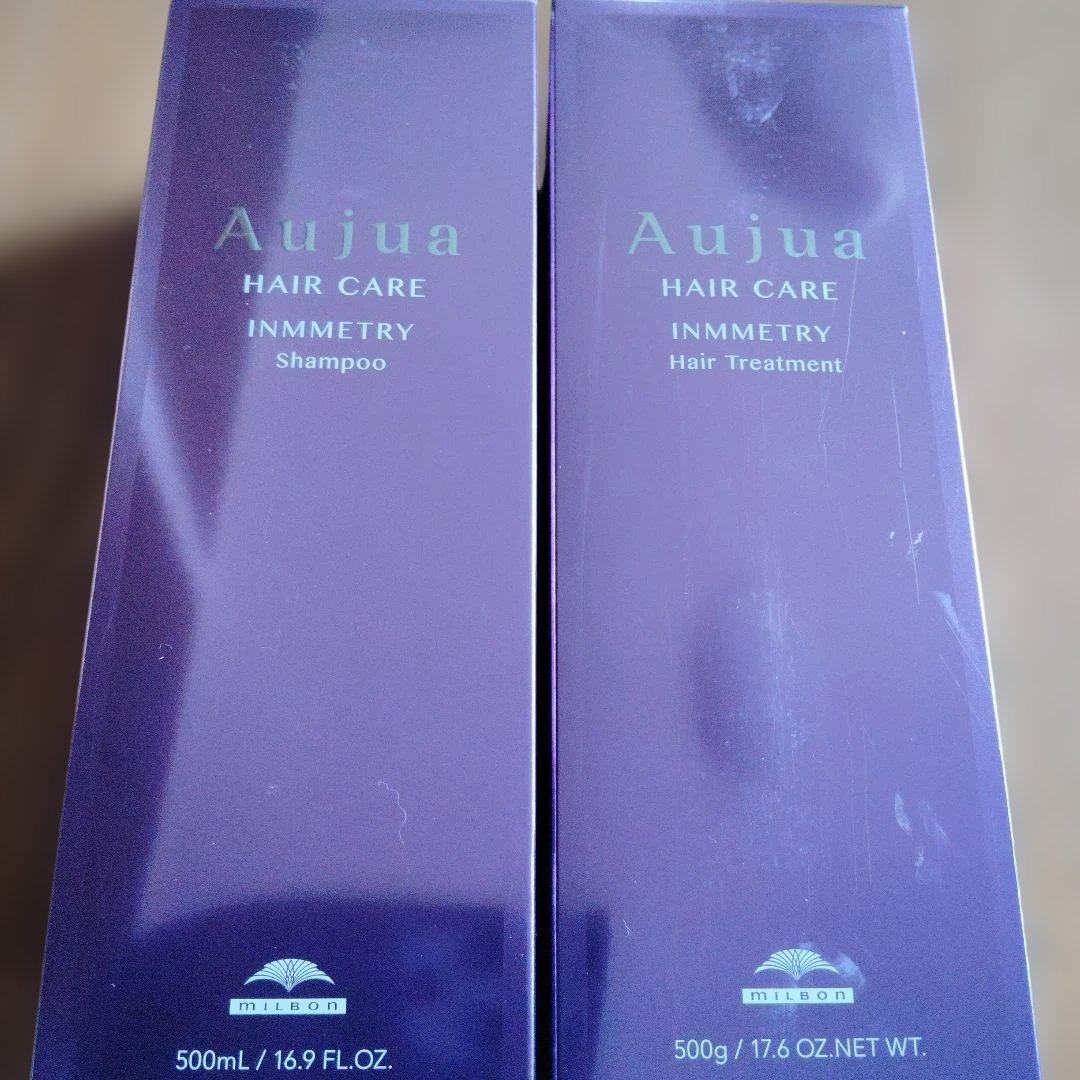 Aujua
HAIR CARE
INMMETRY
Shampoo
MILBON
500mL / 16.9 FL.OZ.
Aujua
HAIR CARE
INMMETRY
Hair Treatment
MILBON
500g / 17.6 OZ.NET WT.